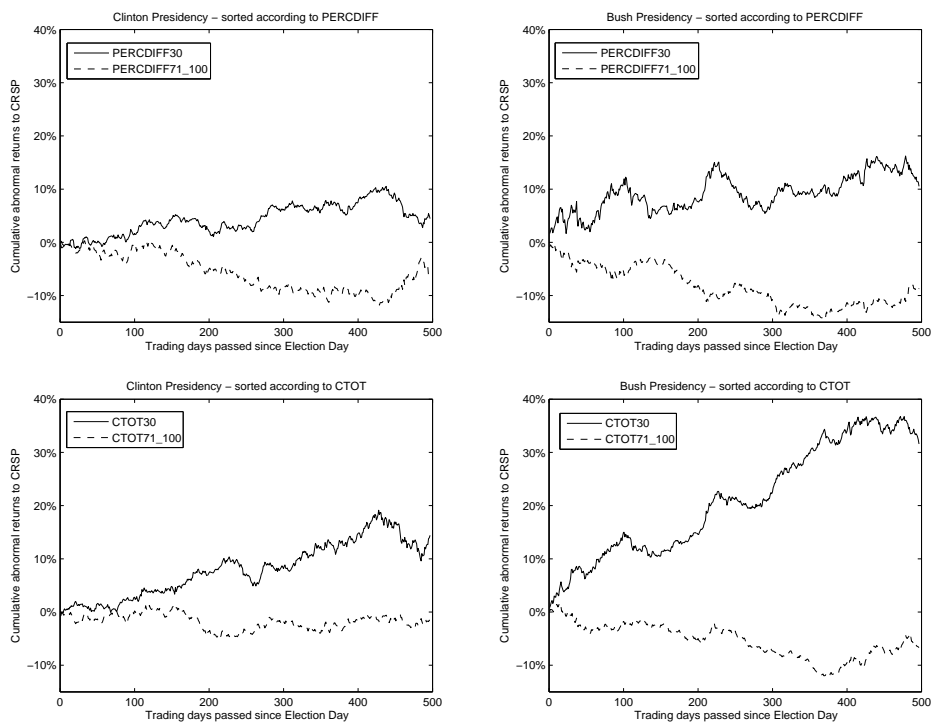 Clinton Presidency – sorted according to PERCDIFF
40%
30%
20%
10%
0%
−10%
0 100 200 300 400 500
Cumulative abnormal returns to CRSP
Trading days passed since Election Day
PERCDIFF30
PERCDIFF71_100
Bush Presidency – sorted according to PERCDIFF
40%
30%
20%
10%
0%
−10%
0 100 200 300 400 500
Cumulative abnormal returns to CRSP
Trading days passed since Election Day
PERCDIFF30
PERCDIFF71_100
Clinton Presidency – sorted according to CTOT
40%
30%
20%
10%
0%
−10%
0 100 200 300 400 500
Cumulative abnormal returns to CRSP
Trading days passed since Election Day
CTOT30
CTOT71_100
Bush Presidency – sorted according to CTOT
40%
30%
20%
10%
0%
−10%
0 100 200 300 400 500
Cumulative abnormal returns to CRSP
Trading days passed since Election Day
CTOT30
CTOT71_100